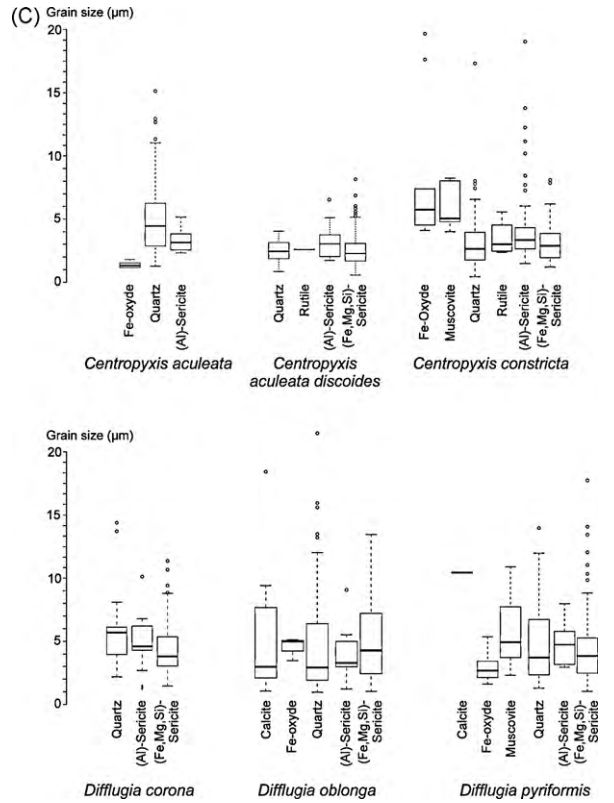 (C) Grain size (μm)
20
15
10
5
0
Fe-oxyde
Quartz
(Al)-Sericite
Centropyxis aculeata
Quartz
Rutile
(Al)-Sericite
(Fe,Mg,Si)-
Sericite
Centropyxis
aculeata discoides
Fe-Oxyde
Muscovite
Quartz
Rutile
(Al)-Sericite
(Fe,Mg,Si)-
Sericite
Centropyxis constricta
Grain size (μm)
20
15
10
5
0
Quartz
(Al)-Sericite
(Fe,Mg,Si)-
Sericite
Difflugia corona
Calcite
Fe-oxyde
Quartz
(Al)-Sericite
(Fe,Mg,Si)-
Sericite
Difflugia oblonga
Calcite
Fe-oxyde
Muscovite
Quartz
(Al)-Sericite
(Fe,Mg,Si)-
Sericite
Difflugia pyriformis